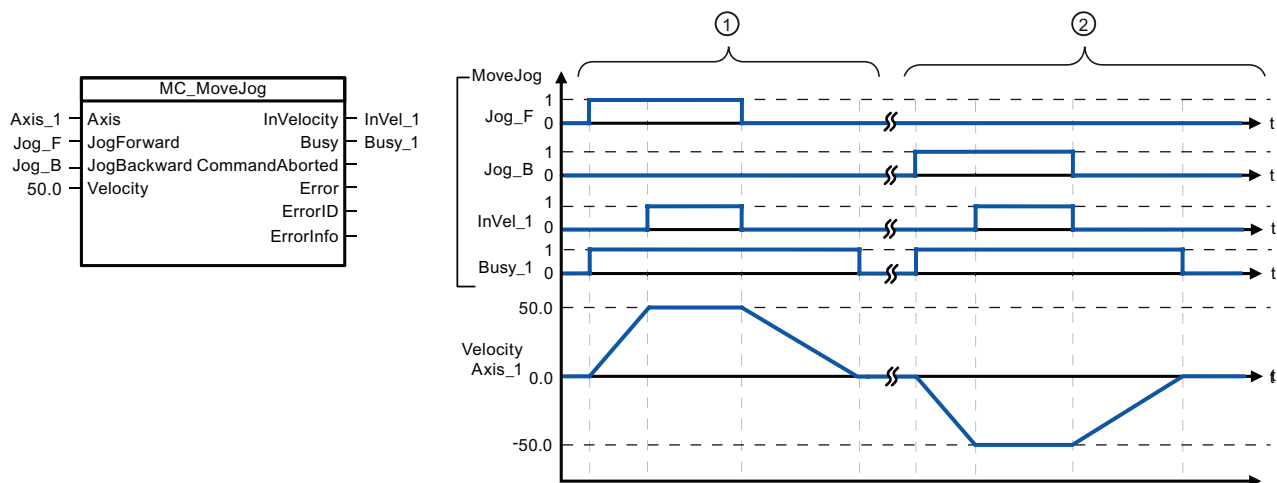 1
2
MC_MoveJog
Axis_1 Axis InVelocity InVel_1
Jog_F JogForward Busy Busy_1
Jog_B JogBackward CommandAborted
50.0 Velocity Error
ErrorID
ErrorInfo
MoveJog
Jog_F 1 0 t
Jog_B 1 0 t
InVel_1 1 0 t
Busy_1 1 0 t
50.0
Velocity
Axis_1
0.0 t
-50.0